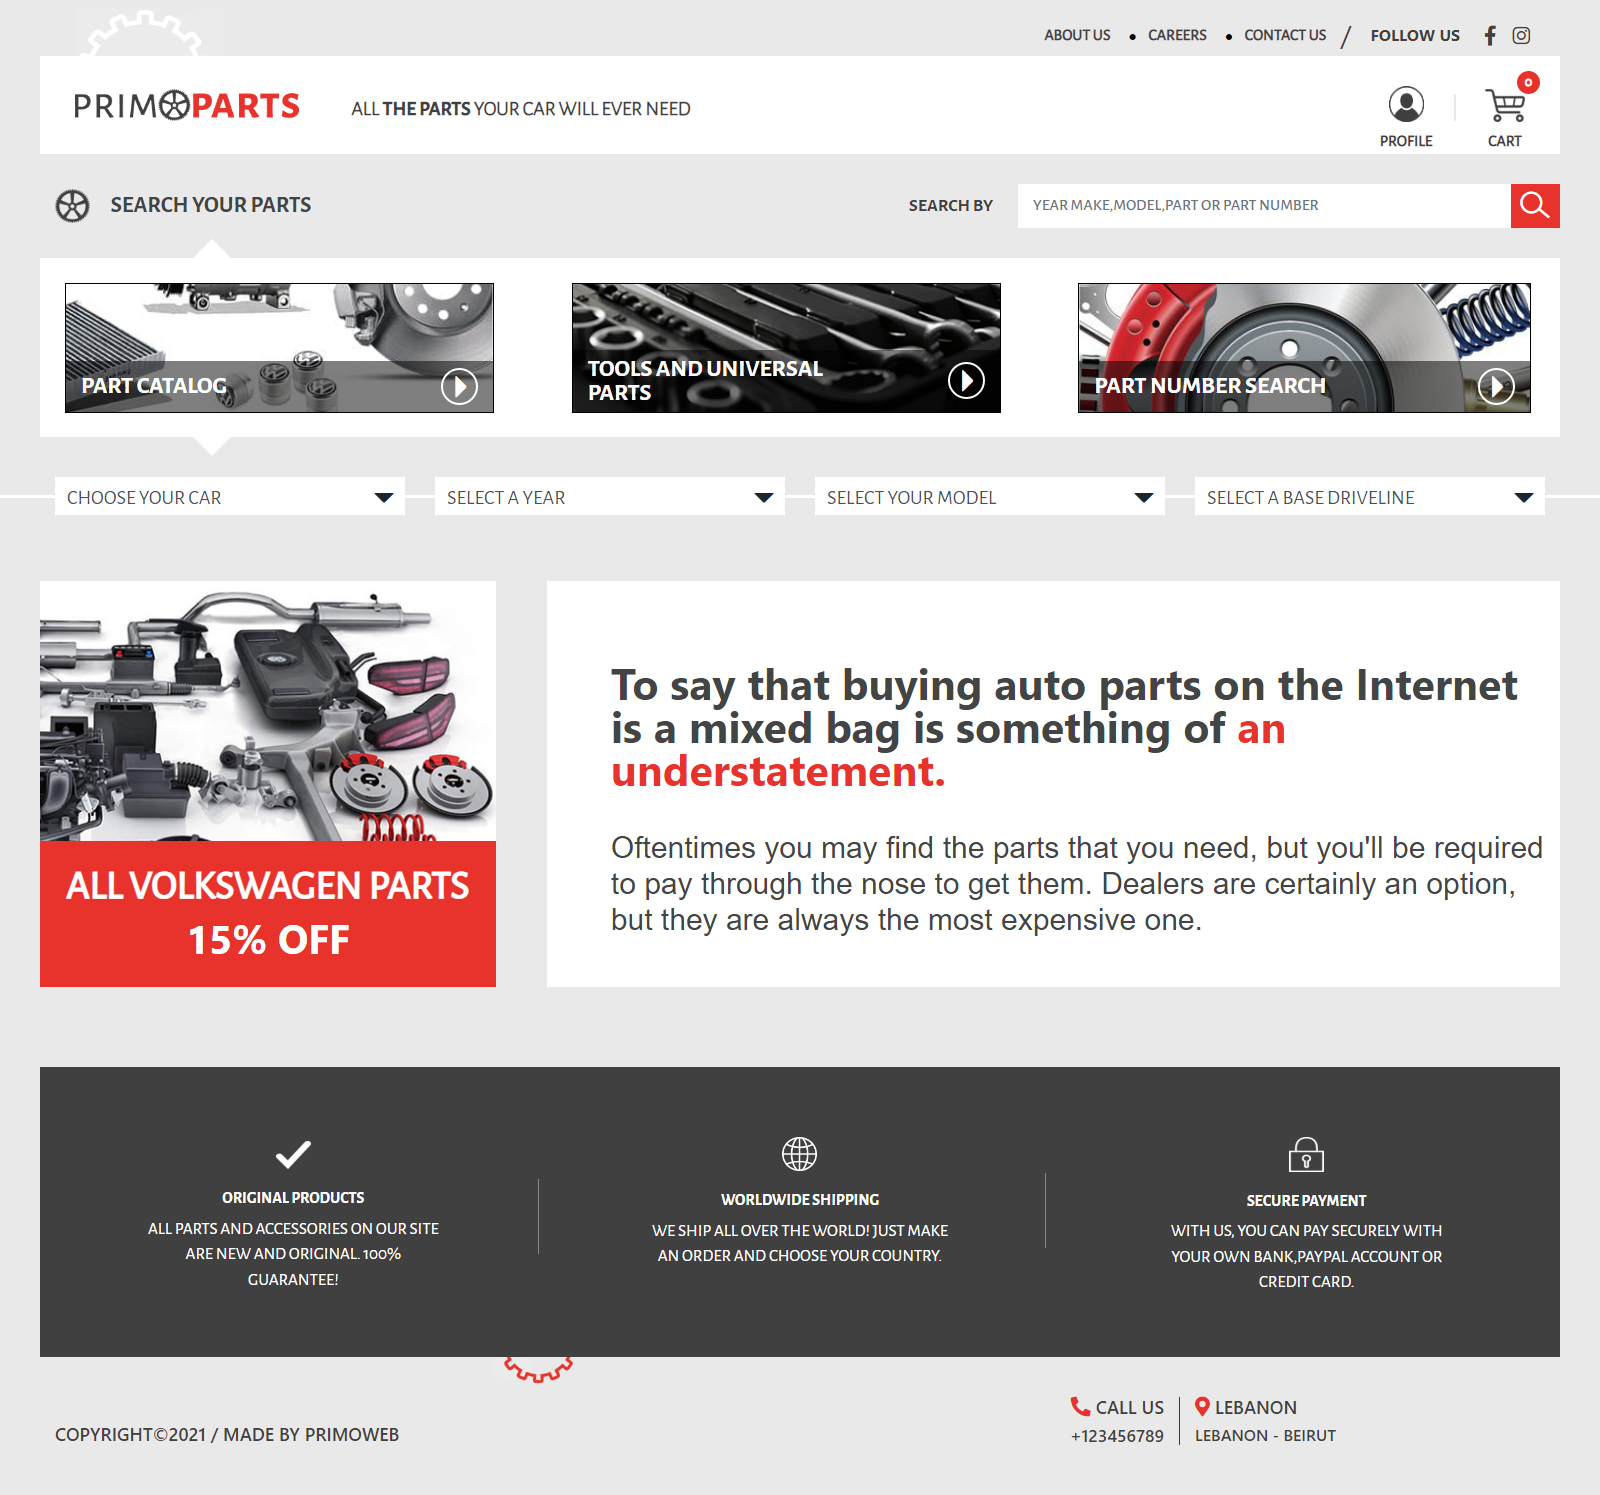 ABOUT US • CAREERS • CONTACT US / FOLLOW US
PRIMOPARTS
ALL THE PARTS YOUR CAR WILL EVER NEED
0
PROFILE
CART
SEARCH YOUR PARTS
SEARCH BY
YEAR MAKE,MODEL,PART OR PART NUMBER
PART CATALOG
TOOLS AND UNIVERSAL
PARTS
PART NUMBER SEARCH
CHOOSE YOUR CAR
SELECT A YEAR
SELECT YOUR MODEL
SELECT A BASE DRIVELINE
ALL VOLKSWAGEN PARTS
15% OFF
To say that buying auto parts on the Internet
is a mixed bag is something of an
understatement.
Oftentimes you may find the parts that you need, but you'll be required
to pay through the nose to get them. Dealers are certainly an option,
but they are always the most expensive one.
ORIGINAL PRODUCTS
ALL PARTS AND ACCESSORIES ON OUR SITE
ARE NEW AND ORIGINAL. 100%
GUARANTEE!
WORLDWIDE SHIPPING
WE SHIP ALL OVER THE WORLD! JUST MAKE
AN ORDER AND CHOOSE YOUR COUNTRY.
SECURE PAYMENT
WITH US, YOU CAN PAY SECURELY WITH
YOUR OWN BANK,PAYPAL ACCOUNT OR
CREDIT CARD.
COPYRIGHT©2021 / MADE BY PRIMOWEB
CALL US
+123456789
LEBANON
LEBANON - BEIRUT